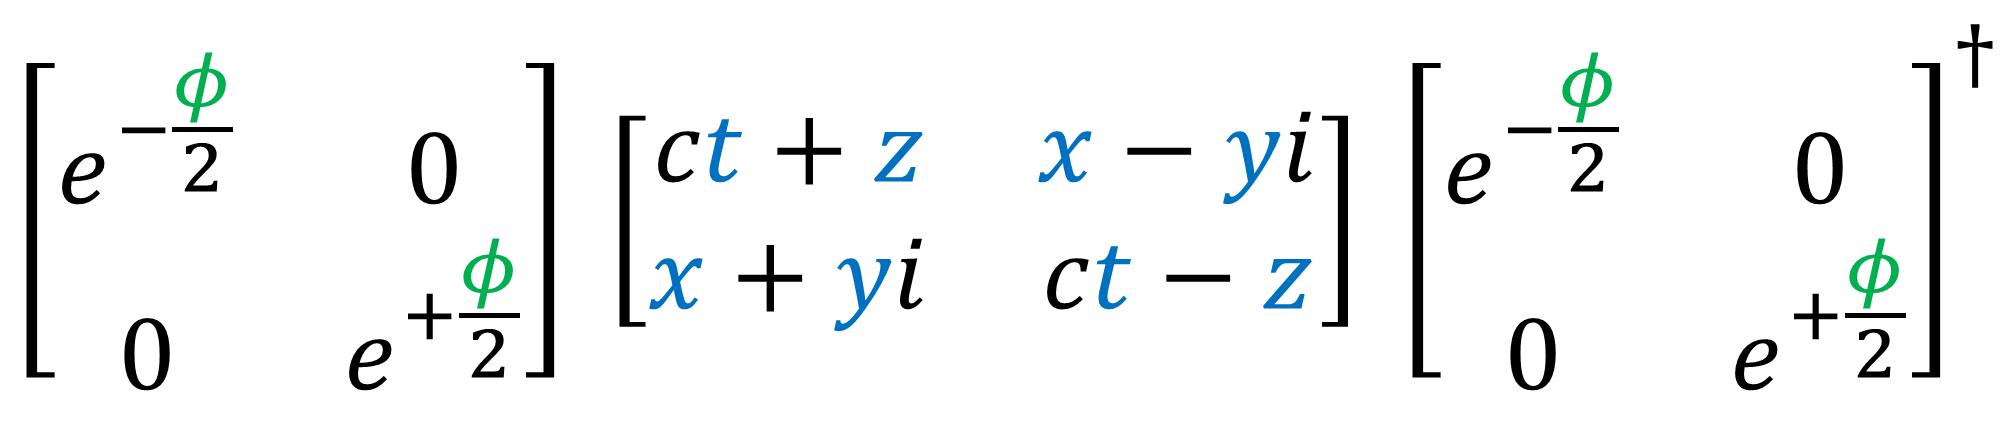 [e^{-ϕ/2} 0; 0 e^{+ϕ/2}] [ct + z x − yi; x + yi ct − z] [e^{-ϕ/2} 0; 0 e^{+ϕ/2}]^†